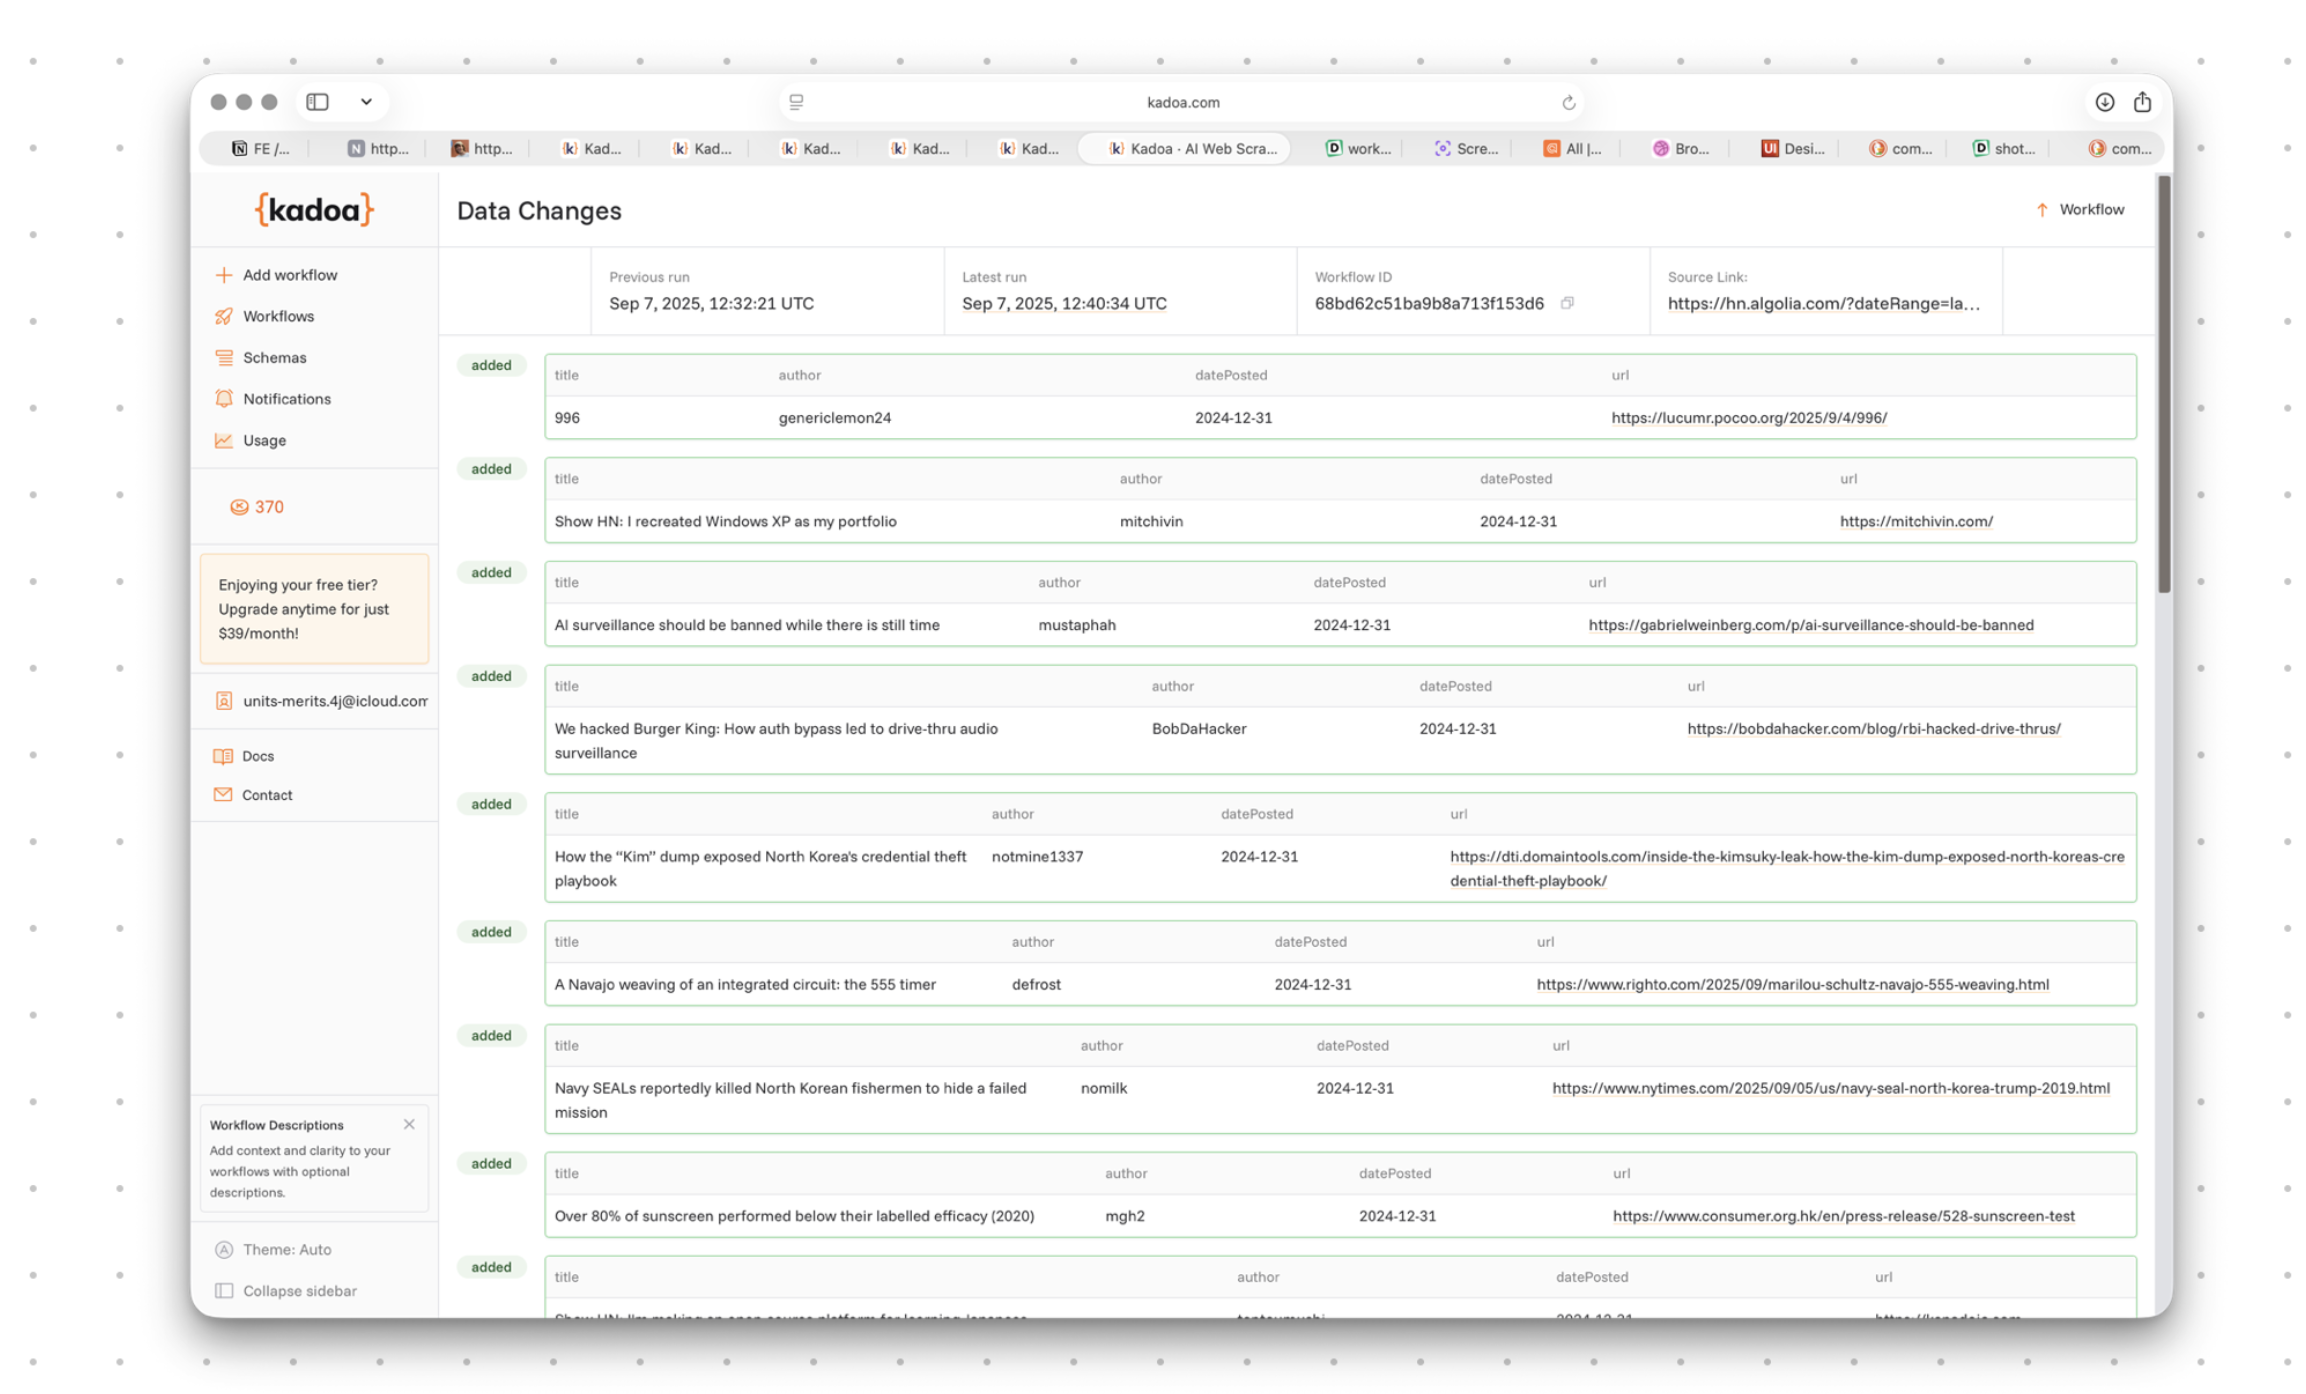 kadoa.com
FE /...
http...
http...
Kad...
Kad...
Kad...
Kad...
Kad...
Kadoa · AI Web Scra...
work...
Scre...
All |...
Bro...
Desi...
com...
shot...
com...
{kadoa}
Add workflow
Workflows
Schemas
Notifications
Usage
370
Enjoying your free tier?
Upgrade anytime for just
$39/month!
units-merits.4j@icloud.com
Docs
Contact
Workflow Descriptions
Add context and clarity to your
workflows with optional
descriptions.
Theme: Auto
Collapse sidebar
Data Changes
Workflow
Previous run
Sep 7, 2025, 12:32:21 UTC
Latest run
Sep 7, 2025, 12:40:34 UTC
Workflow ID
68bd62c51ba9b8a713f153d6
Source Link:
https://hn.algolia.com/?dateRange=la...
added
title author datePosted url
996 genericlemon24 2024-12-31 https://lucumr.pocoo.org/2025/9/4/996/
added
title author datePosted url
Show HN: I recreated Windows XP as my portfolio mitchivin 2024-12-31 https://mitchivin.com/
added
title author datePosted url
AI surveillance should be banned while there is still time mustaphah 2024-12-31 https://gabrielweinberg.com/p/ai-surveillance-should-be-banned
added
title author datePosted url
We hacked Burger King: How auth bypass led to drive-thru audio BobDaHacker 2024-12-31 https://bobdahacker.com/blog/rbi-hacked-drive-thrus/
surveillance
added
title author datePosted url
How the “Kim” dump exposed North Korea's credential theft notmine1337 2024-12-31 https://dti.domaintools.com/inside-the-kimsuky-leak-how-the-kim-dump-exposed-north-koreas-cre
playbook dential-theft-playbook/
added
title author datePosted url
A Navajo weaving of an integrated circuit: the 555 timer defrost 2024-12-31 https://www.righto.com/2025/09/marilou-schultz-navajo-555-weaving.html
added
title author datePosted url
Navy SEALs reportedly killed North Korean fishermen to hide a failed nomilk 2024-12-31 https://www.nytimes.com/2025/09/05/us/navy-seal-north-korea-trump-2019.html
mission
added
title author datePosted url
Over 80% of sunscreen performed below their labelled efficacy (2020) mgh2 2024-12-31 https://www.consumer.org.hk/en/press-release/528-sunscreen-test
added
title author datePosted url
Show HN: I'm making an open-source platform for learning Japanese 2024-12-31